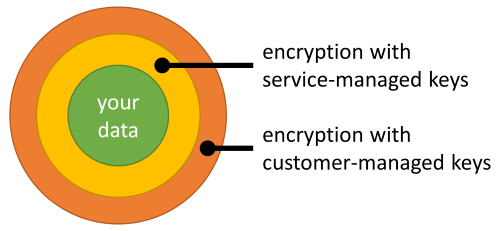 your
data
encryption with
service-managed keys
encryption with
customer-managed keys